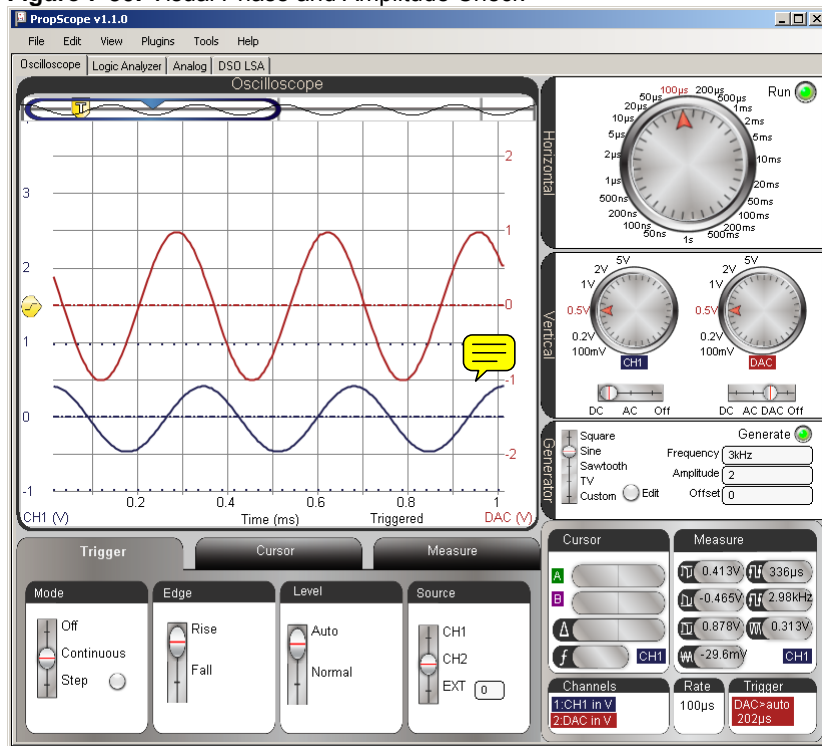 PropScope v1.1.0
File Edit View Plugins Tools Help
Oscilloscope Logic Analyzer Analog DSO LSA
Oscilloscope
T
2
3
1
2
0
1
-1
0
-2
-1
0.2 0.4 0.6 0.8 1
CH1 (V) Time (ms) Triggered DAC (V)
Horizontal
Run
100µs 200µs
50µs 500µs
20µs 1ms
10µs 2ms
5µs 5ms
2µs 10ms
1µs 20ms
500ns 50ms
200ns 100ms
100ns 500ms
50ns 1s
Vertical
5V 5V
2V 2V
1V 1V
0.5V 0.5V
0.2V 0.2V
100mV 100mV
CH1 DAC
DC AC Off DC AC DAC Off
Generator
Square Generate
Sine Frequency 3kHz
Sawtooth Amplitude 2
TV
Custom Edit Offset 0
Trigger Cursor Measure
Mode Edge Level Source
Off Rise Auto CH1
Continuous CH2
Step Fall Normal EXT 0
Cursor Measure
A 0.413V 336µs
B -0.465V 2.98kHz
Δ 0.878V 0.313V
f CH1 -29.6mV CH1
Channels Rate Trigger
1:CH1 in V 100µs DAC>auto
2:DAC in V 202µs